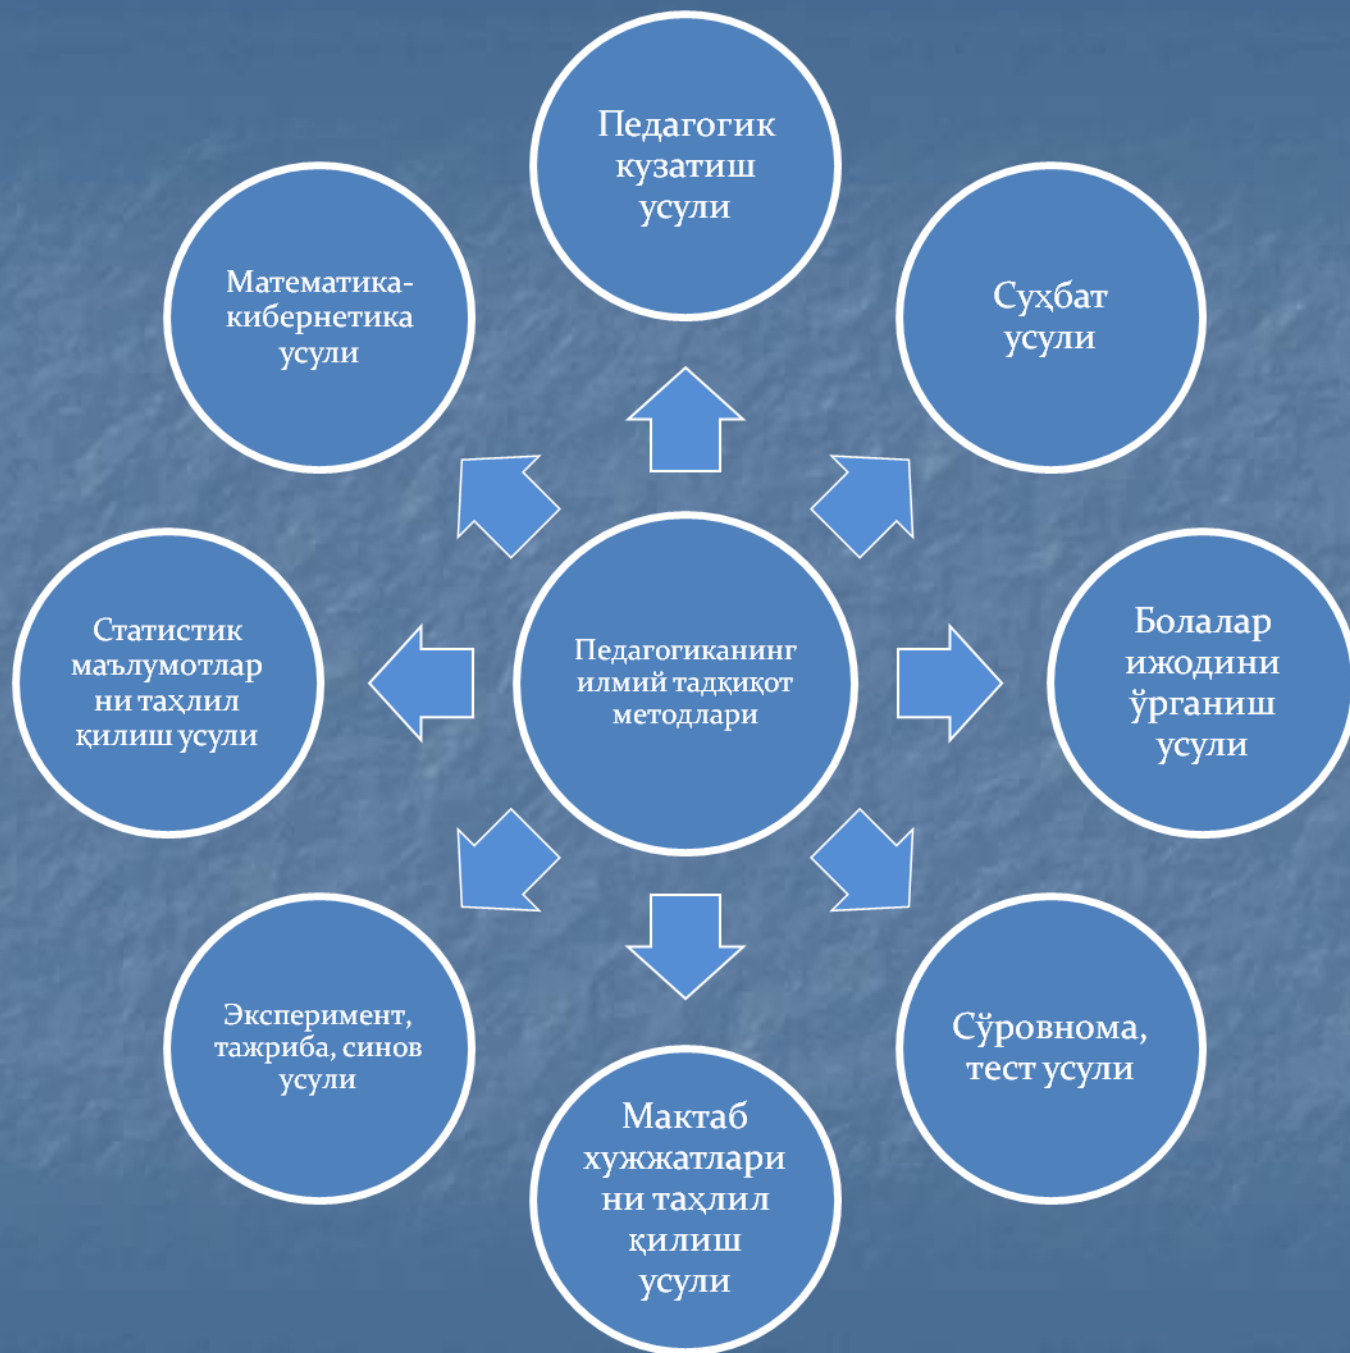 Педагогик
кузатиш
усули
Математика-
кибернетика
усули
Суҳбат
усули
Статистик
маълумотлар
ни таҳлил
қилиш усули
Педагогиканинг
илмий тадқиқот
методлари
Болалар
ижодини
ўрганиш
усули
Эксперимент,
тажриба, синов
усули
Сўровнома,
тест усули
Мактаб
хужжатлари
ни таҳлил
қилиш
усули